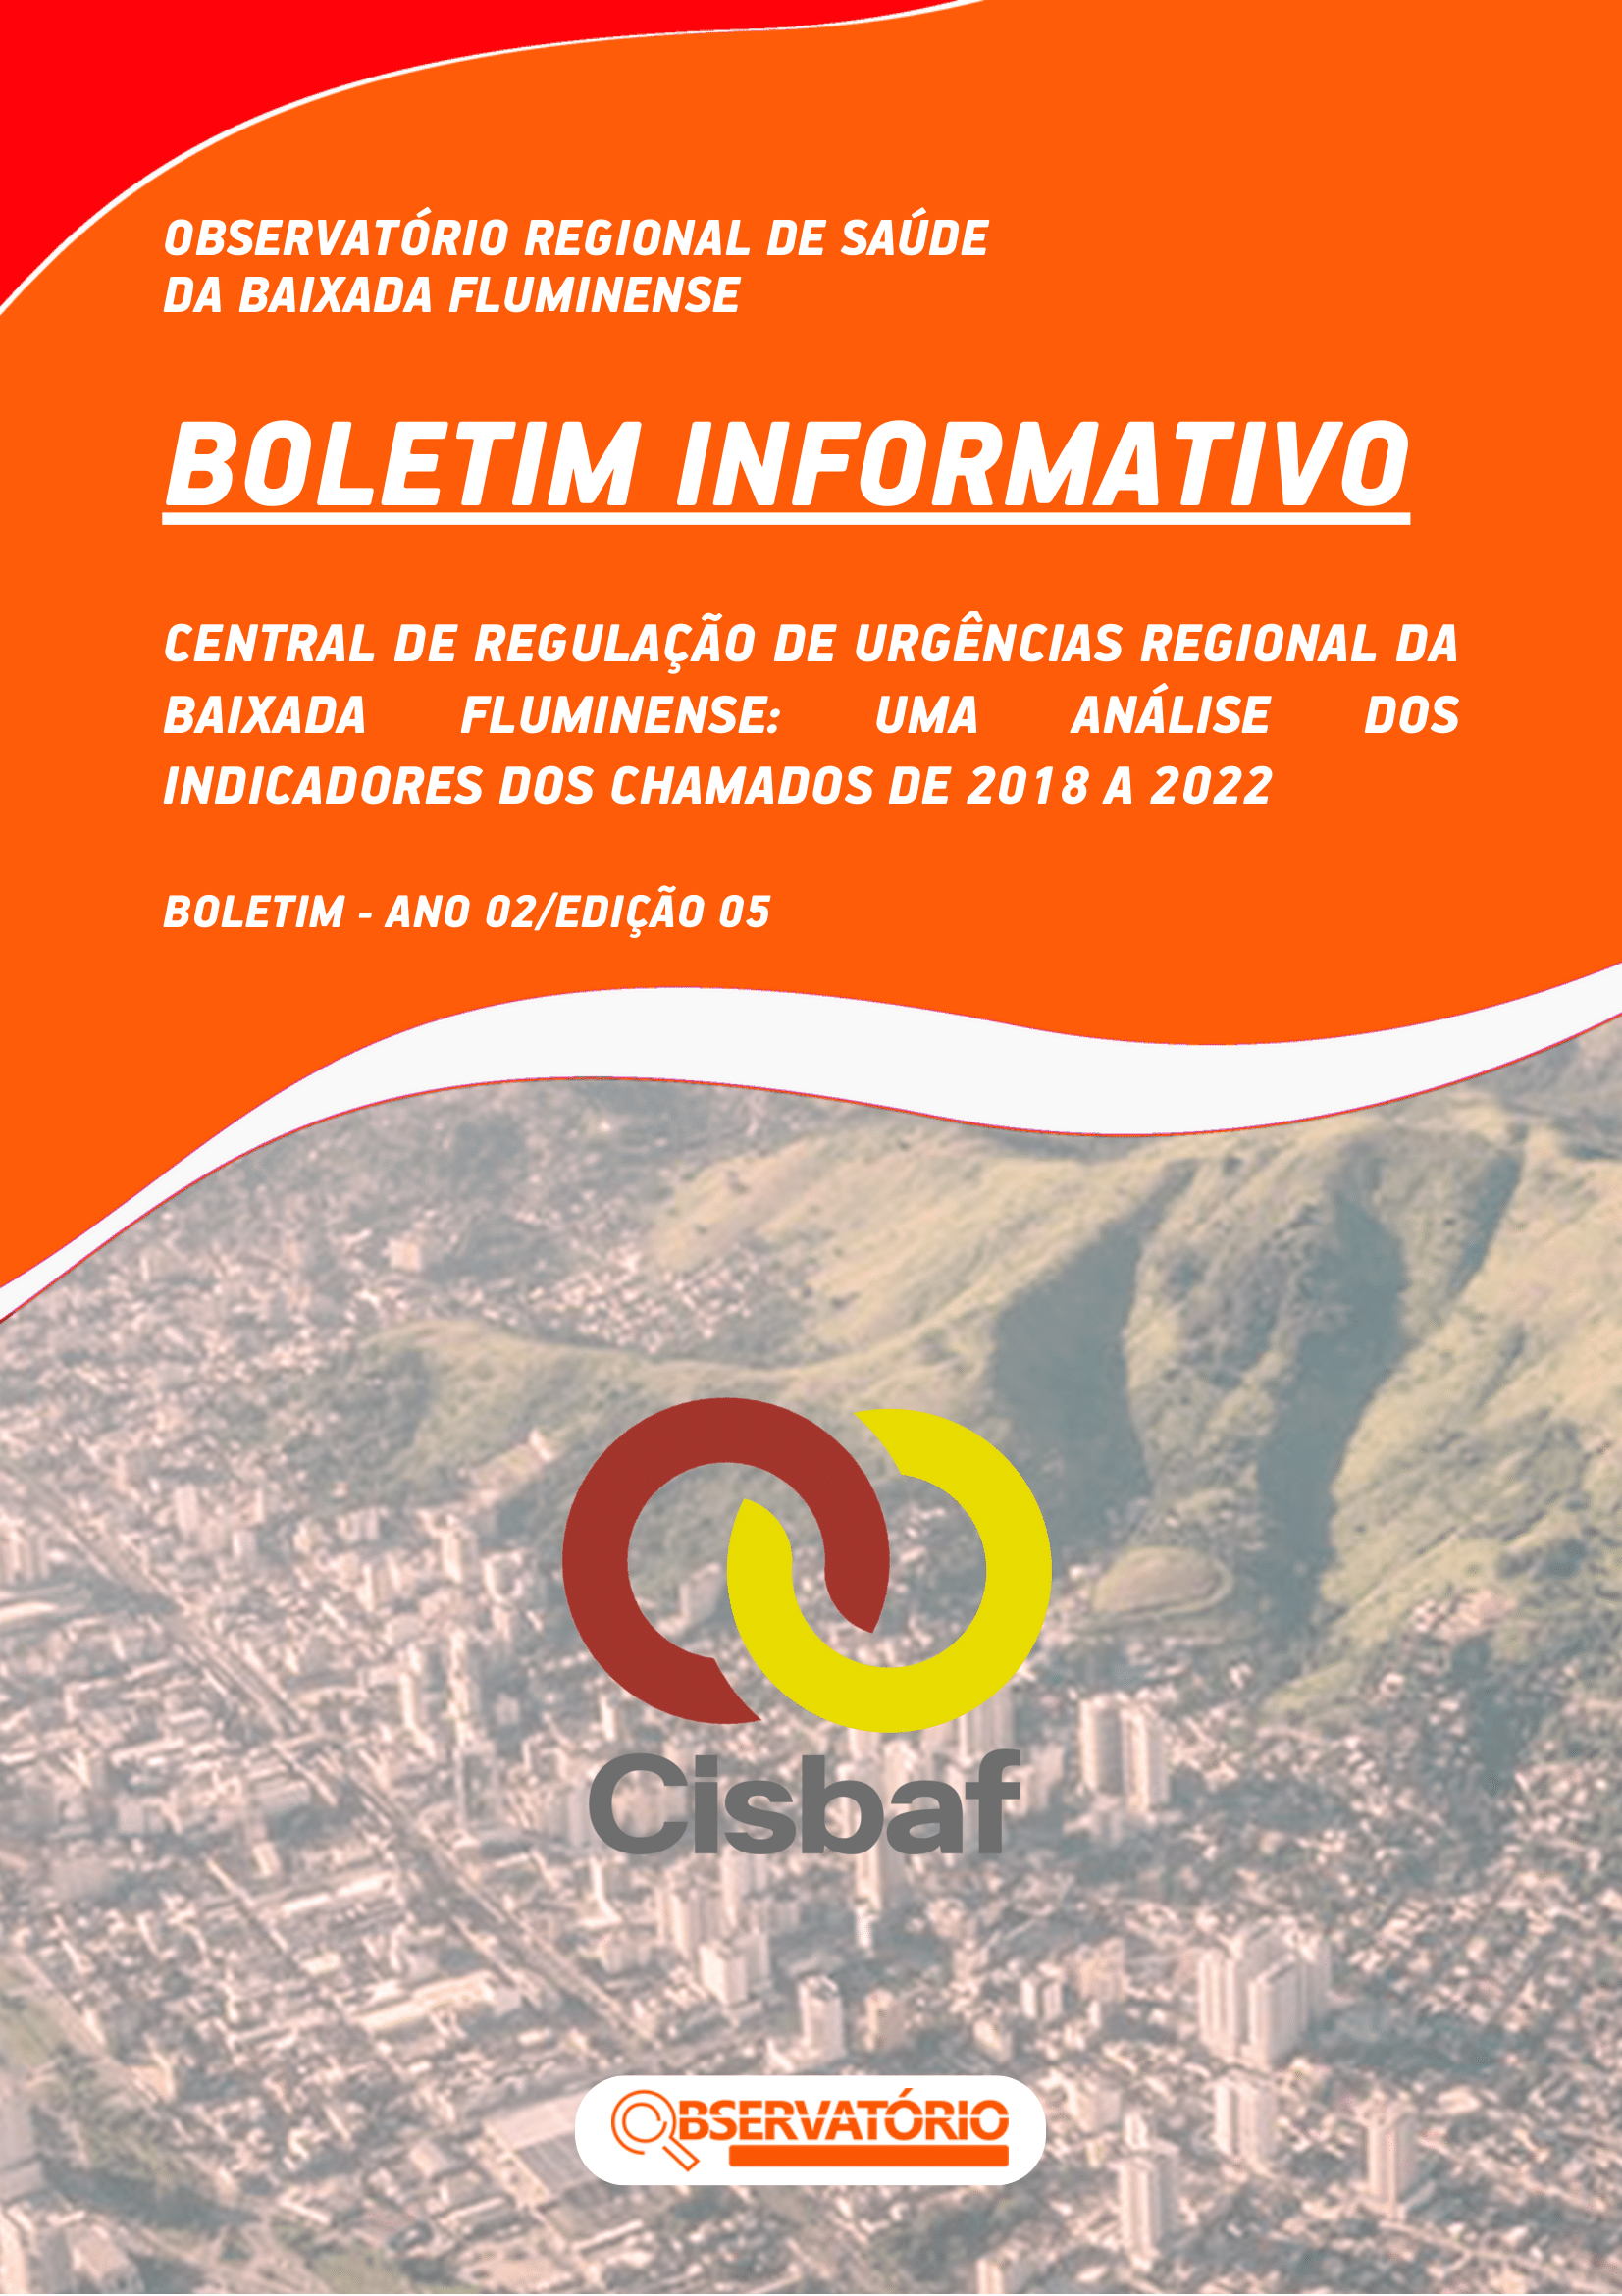 OBSERVATÓRIO REGIONAL DE SAÚDE
DA BAIXADA FLUMINENSE
BOLETIM INFORMATIVO
CENTRAL DE REGULAÇÃO DE URGÊNCIAS REGIONAL DA
BAIXADA FLUMINENSE: UMA ANÁLISE DOS
INDICADORES DOS CHAMADOS DE 2018 A 2022
BOLETIM - ANO 02/EDIÇÃO 05
Cisbaf
OBSERVATÓRIO